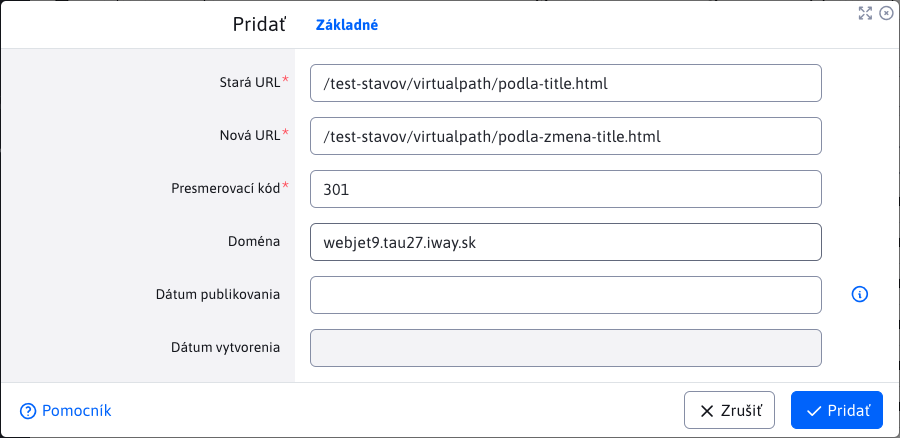 Pridať
Základné
Stará URL*
/test-stavov/virtualpath/podla-title.html
Nová URL*
/test-stavov/virtualpath/podla-zmena-title.html
Presmerovací kód*
301
Doména
webjet9.tau27.iway.sk
Dátum publikovania
Dátum vytvorenia
Pomocník
Zrušiť
Pridať